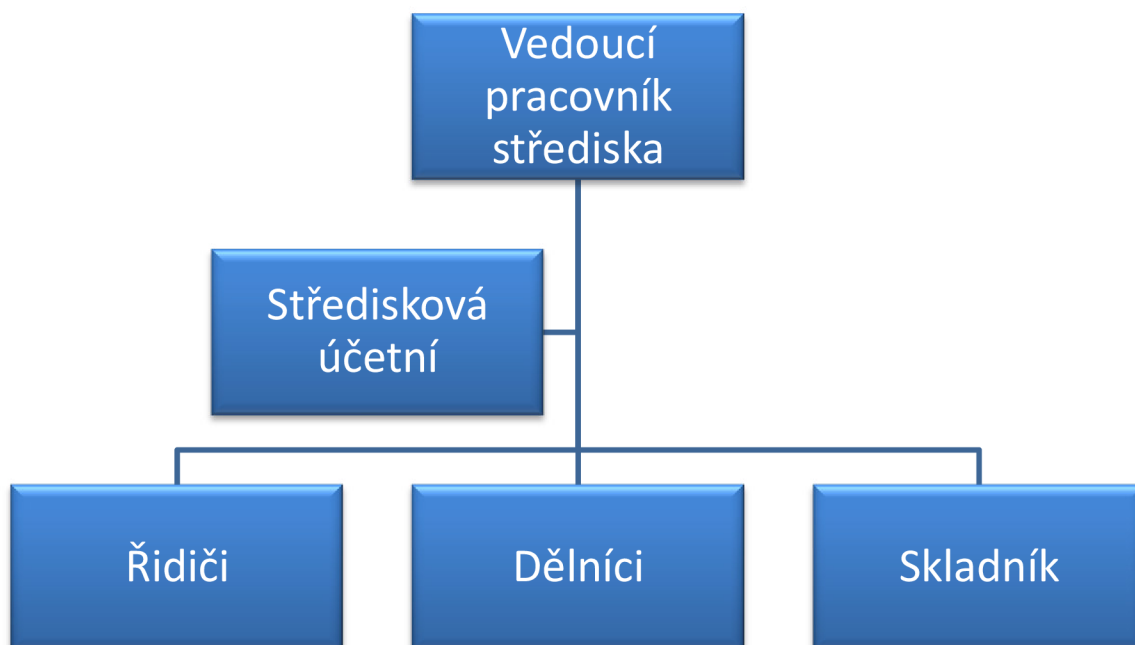 Vedoucí
pracovník
střediska
Středisková
účetní
Řidiči
Dělníci
Skladník